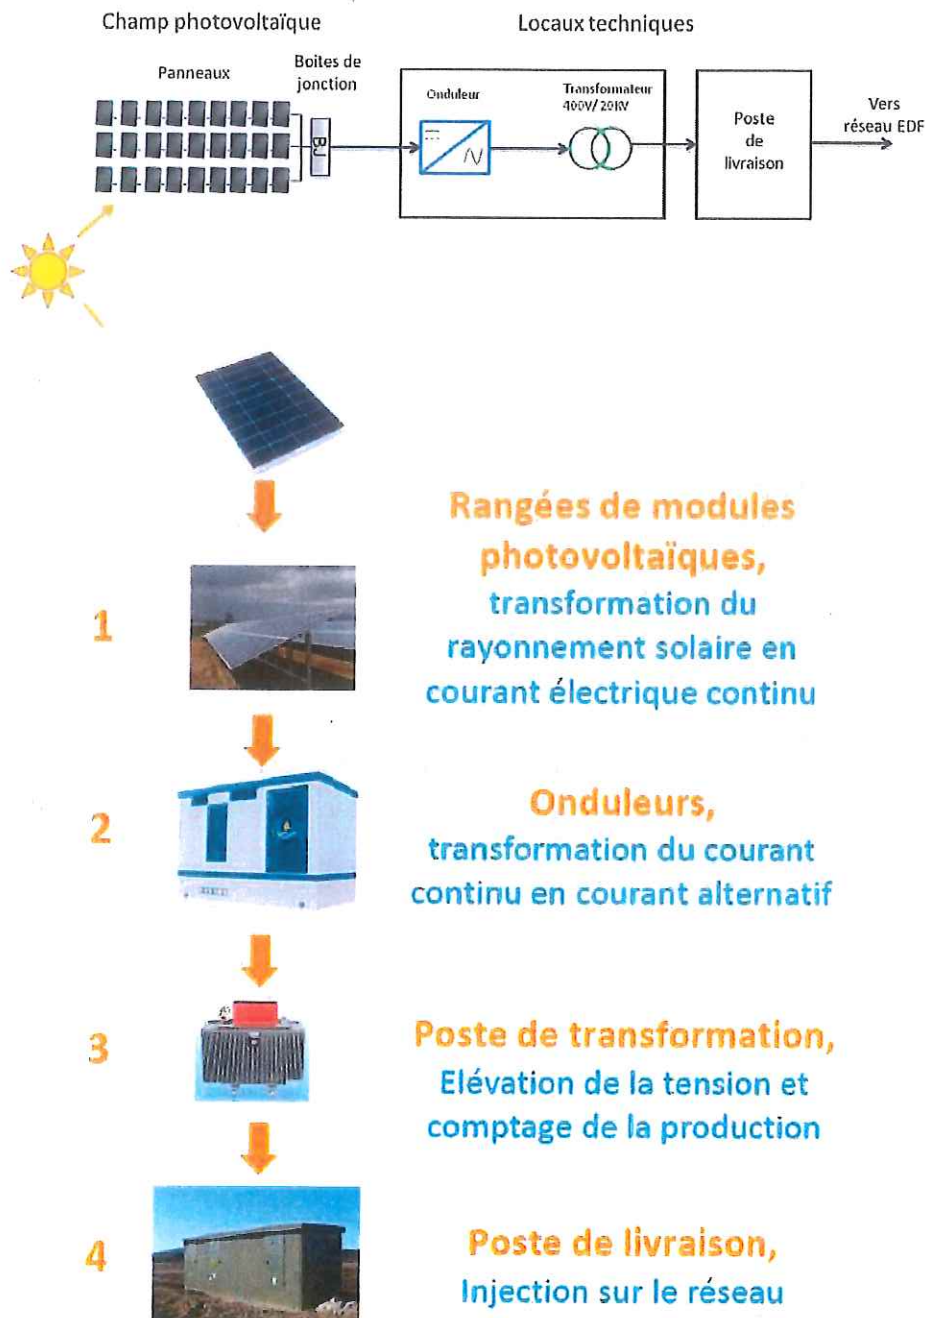 Champ photovoltaïque
Locaux techniques
Panneaux
Boites de
jonction
BJ
Onduleur
Transformateur
400V/20KV
Poste
de
livraison
Vers
réseau EDF
Rangées de modules
photovoltaïques,
1
transformation du
rayonnement solaire en
courant électrique continu
2
Onduleurs,
transformation du courant
continu en courant alternatif
3
Poste de transformation,
Elévation de la tension et
comptage de la production
4
Poste de livraison,
Injection sur le réseau